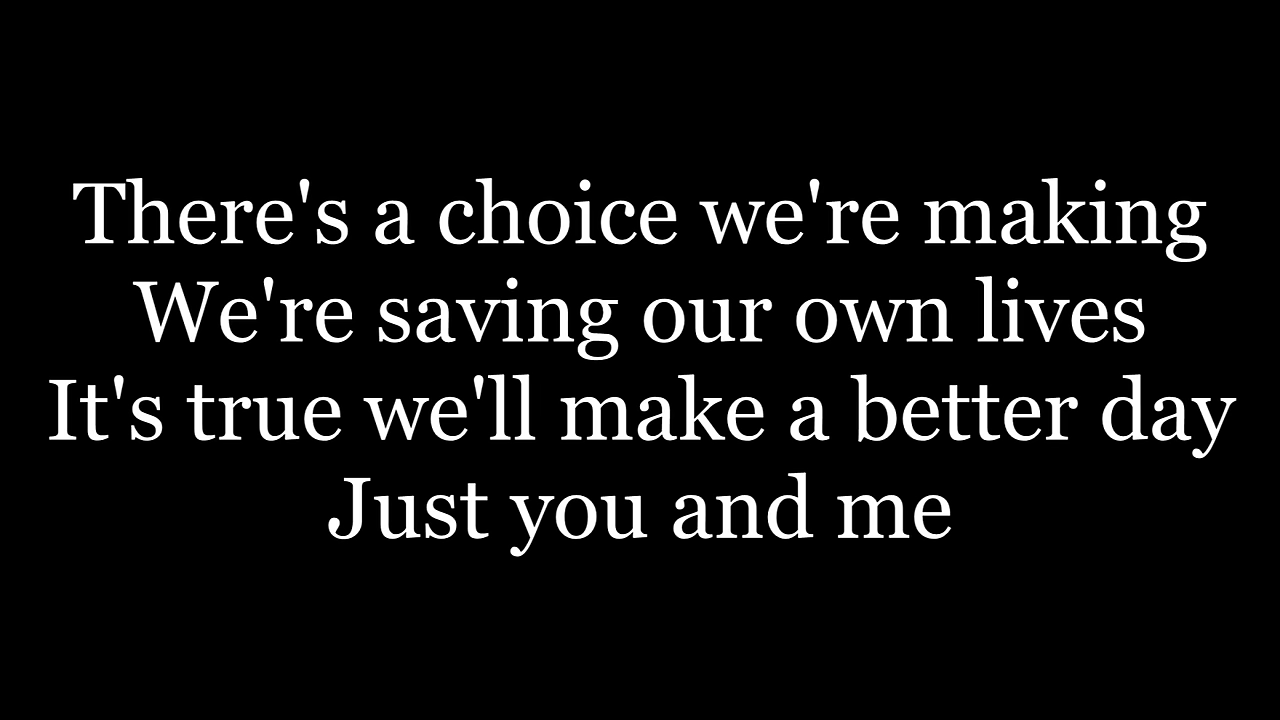 There's a choice we're making
We're saving our own lives
It's true we'll make a better day
Just you and me